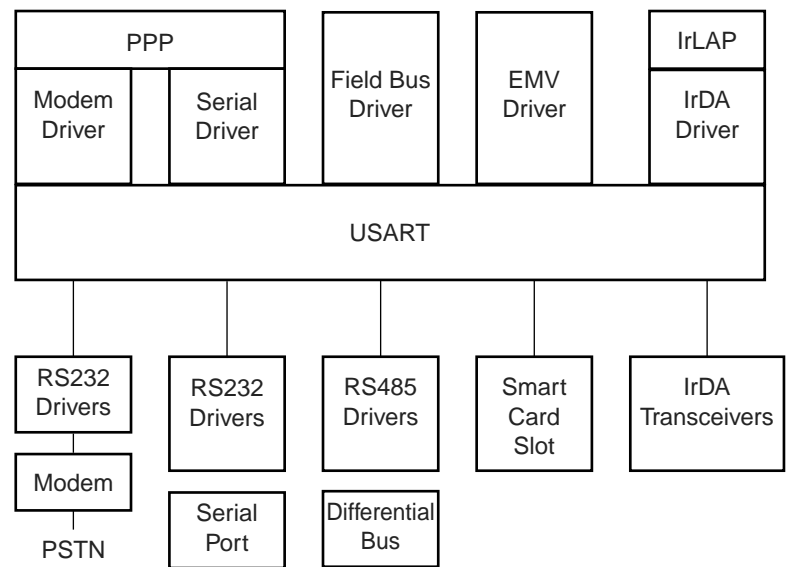 PPP
IrLAP
Modem
Driver
Serial
Driver
Field Bus
Driver
EMV
Driver
IrDA
Driver
USART
RS232
Drivers
RS232
Drivers
RS485
Drivers
Smart
Card
Slot
IrDA
Transceivers
Modem
Serial
Port
Differential
Bus
PSTN